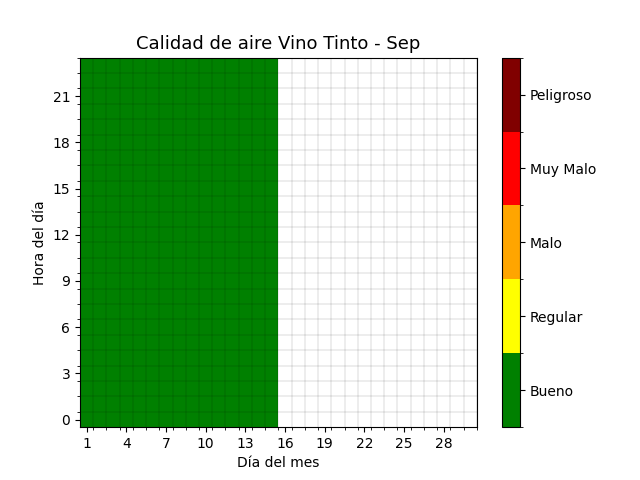 Calidad de aire Vino Tinto - Sep
Hora del día
21
18
15
12
9
6
3
0
1 4 7 10 13 16 19 22 25 28
Día del mes
Peligroso
Muy Malo
Malo
Regular
Bueno